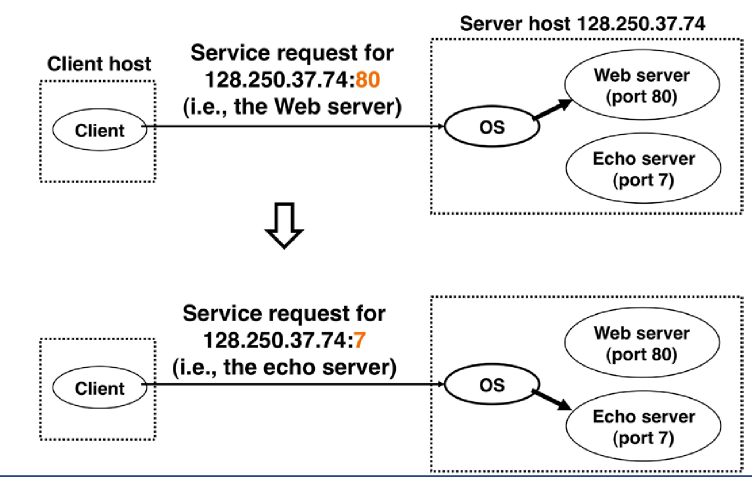 Server host 128.250.37.74
Client host
Service request for
128.250.37.74:80
(i.e., the Web server)
Client
OS
Web server
(port 80)
Echo server
(port 7)
Service request for
128.250.37.74:7
(i.e., the echo server)
Client
OS
Web server
(port 80)
Echo server
(port 7)